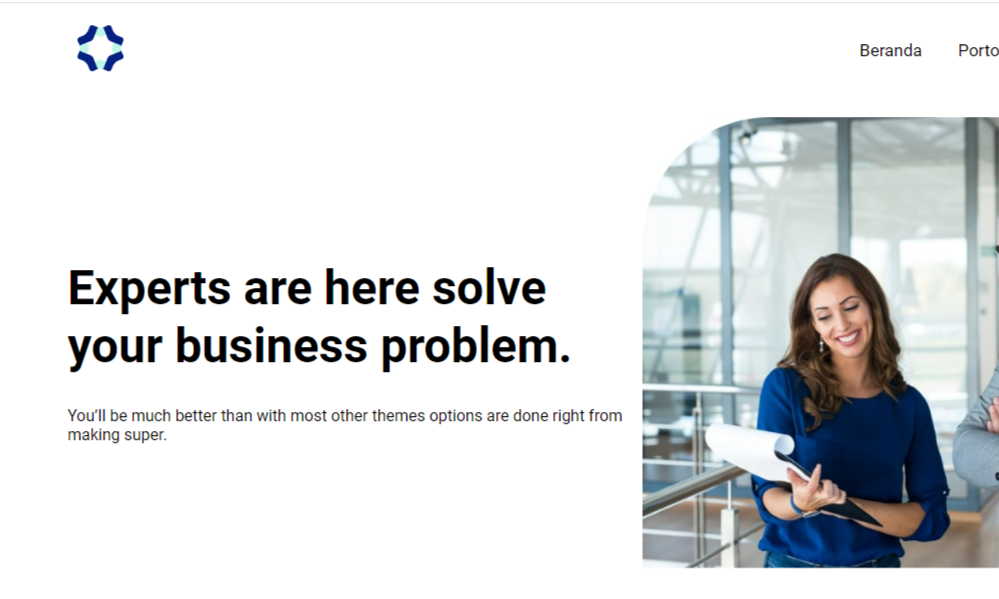 Beranda Porto
Experts are here solve
your business problem.
You'll be much better than with most other themes options are done right from
making super.